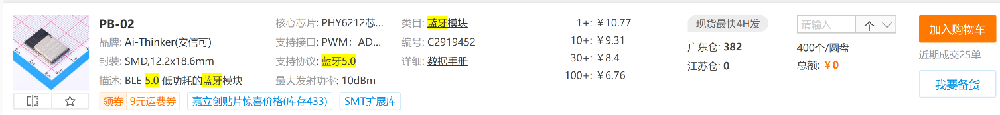 PB-02
品牌: Ai-Thinker(安信可)
封装: SMD,12.2x18.6mm
描述: BLE 5.0 低功耗的蓝牙模块
核心芯片: PHY6212芯...
支持接口: PWM；AD...
支持协议: 蓝牙5.0
最大发射功率: 10dBm
类目: 蓝牙模块
编号: C2919452
详细: 数据手册
1+: ￥10.77
10+: ￥9.31
30+: ￥8.4
100+: ￥6.76
现货最快4H发
广东仓: 382
江苏仓: 0
请输入 个
400个/圆盘
总额: ￥0
加入购物车
近期成交25单
我要备货
领券 9元运费券
嘉立创贴片惊喜价格(库存433)
SMT扩展库